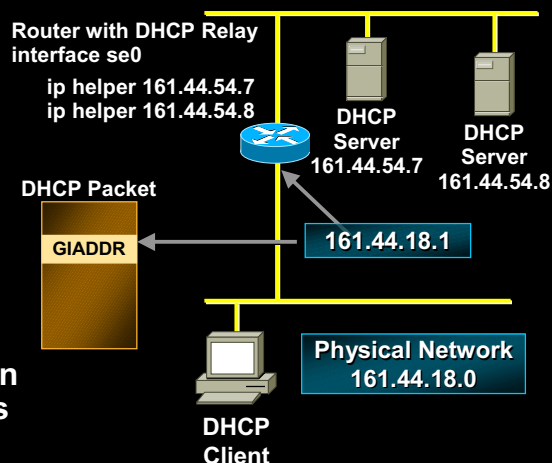 Router with DHCP Relay
interface se0
ip helper 161.44.54.7
ip helper 161.44.54.8
DHCP
Server
161.44.54.7
DHCP
Server
161.44.54.8
DHCP Packet
GIADDR
161.44.18.1
Physical Network
161.44.18.0
n
s
DHCP
Client